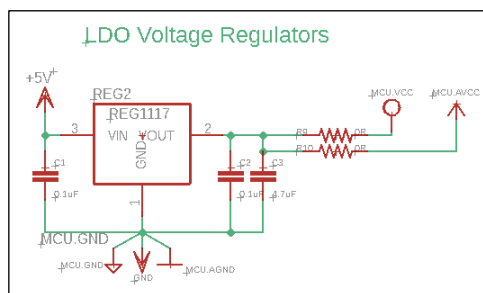 LDO Voltage Regulators
+5V
REG2
REG1117
MCU.VCC
MCU.AVCC
3
VIN
VOUT
2
R9
0R
GND
R10
0R
C1
C2
C3
0.1uF
0.1uF
4.7uF
1
MCU.GND
MCU.GND
GND
MCU.AGND